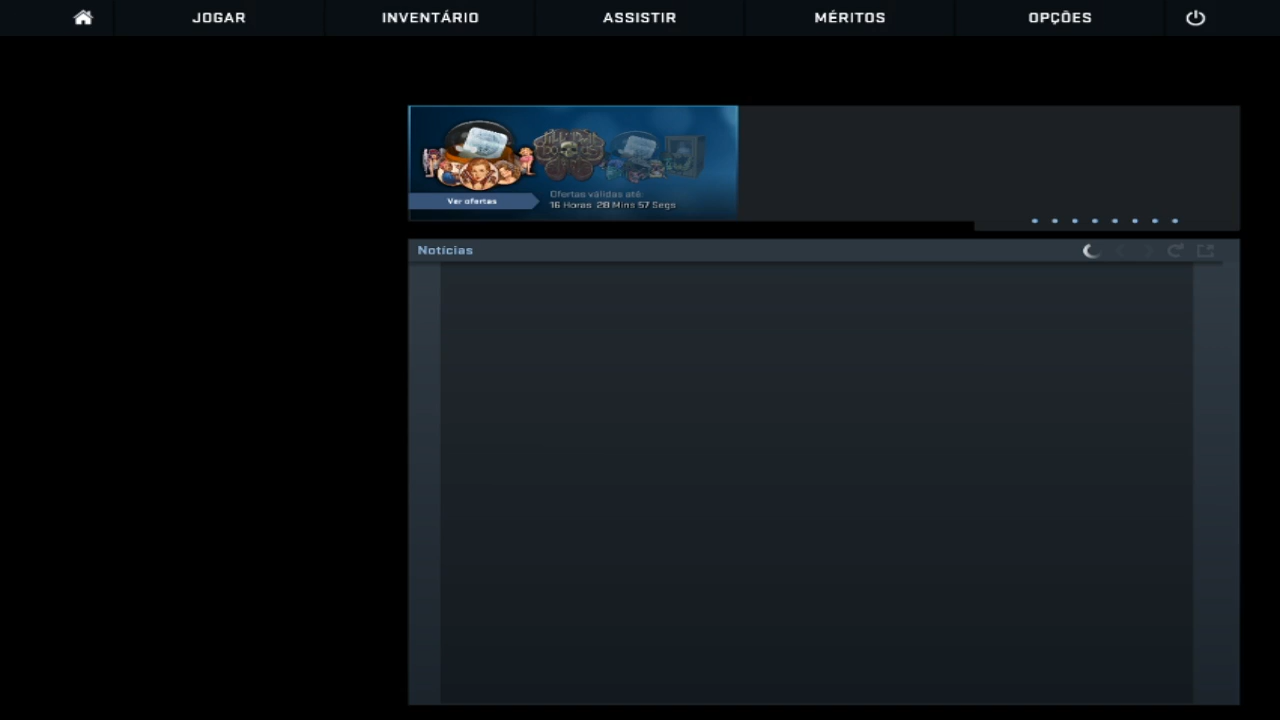 JOGAR INVENTÁRIO ASSISTIR MÉRITOS OPÇÕES
Ofertas válidas até:
Ver ofertas
16 Horas 28 Mins 57 Segs
Notícias